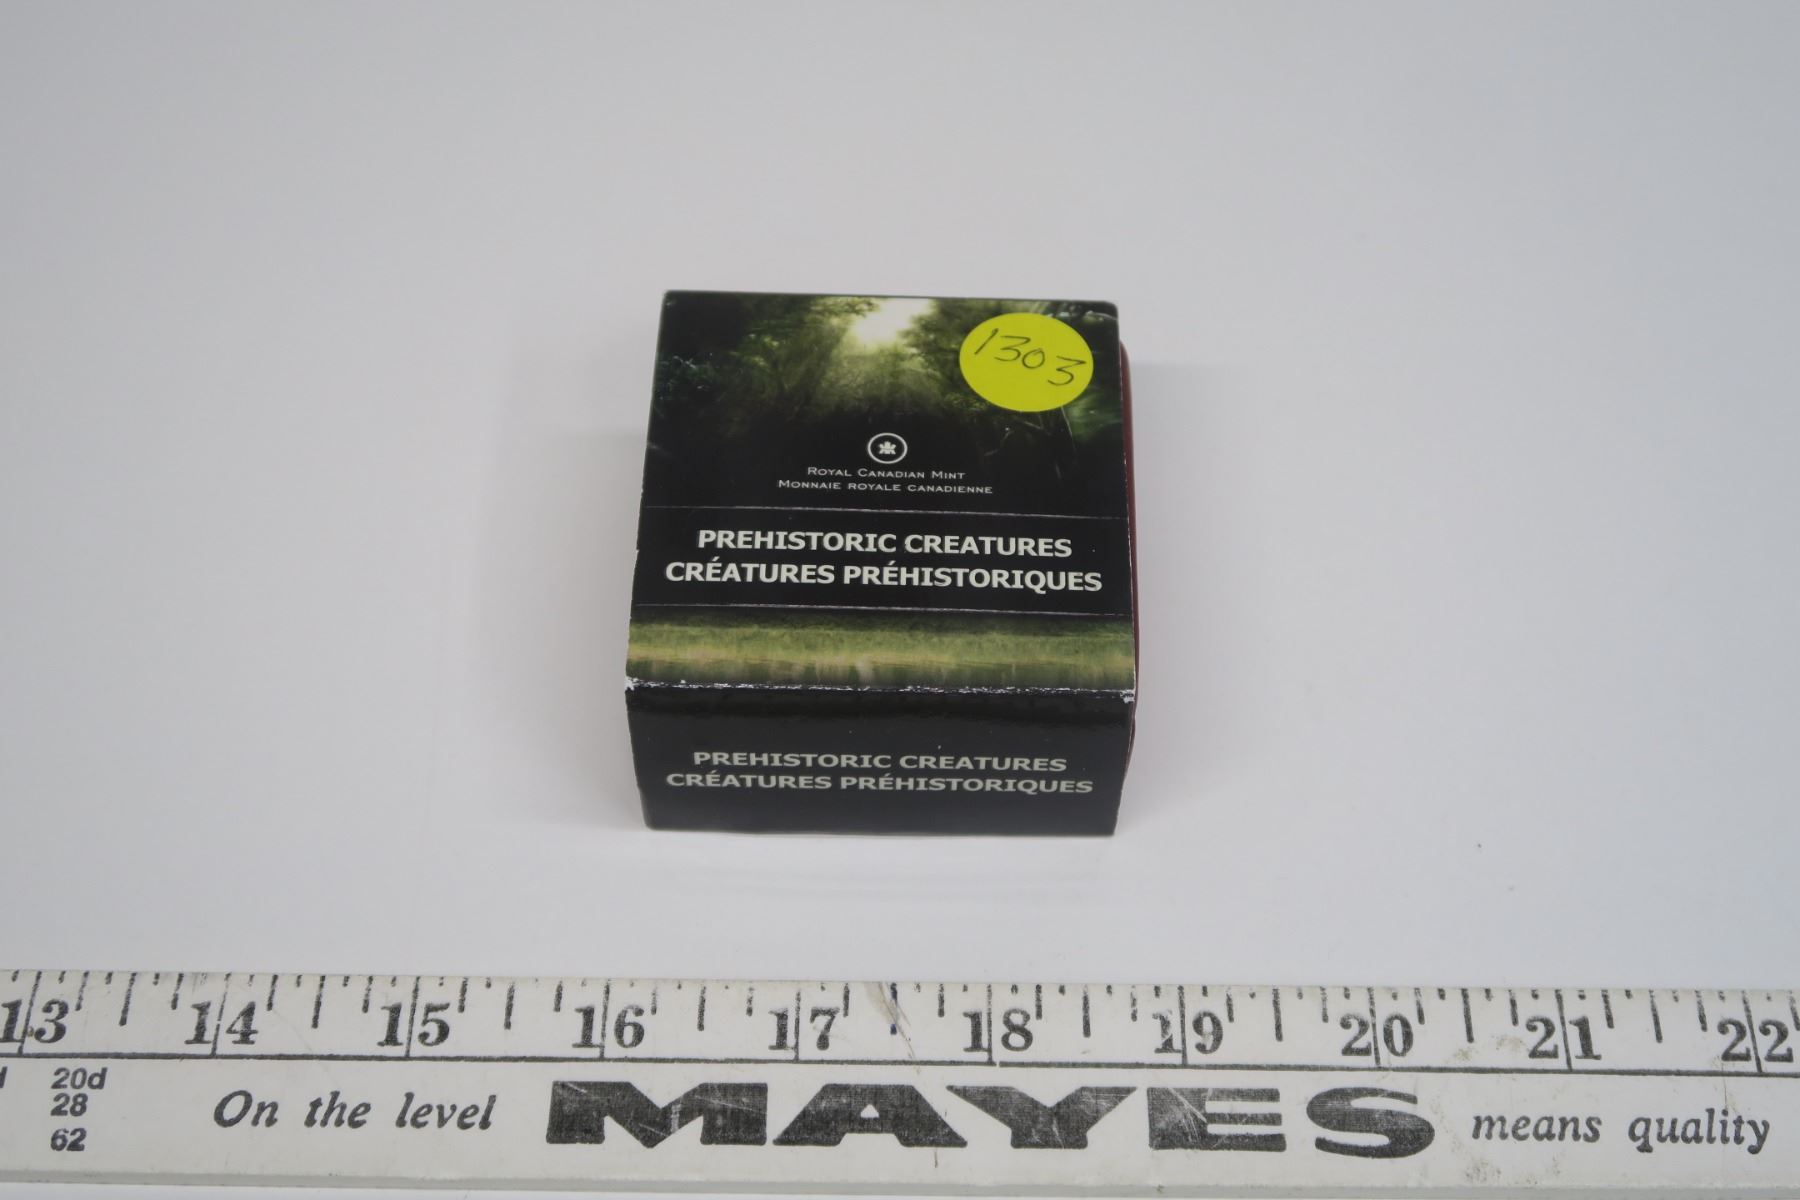 1303
ROYAL CANADIAN MINT
MONNAIE ROYALE CANADIENNE
PREHISTORIC CREATURES
CRÉATURES PRÉHISTORIQUES
PREHISTORIC CREATURES
CRÉATURES PRÉHISTORIQUES
13 14 15 16 17 18 19 20 21 22
20d
28
62
On the level MAYES means quality